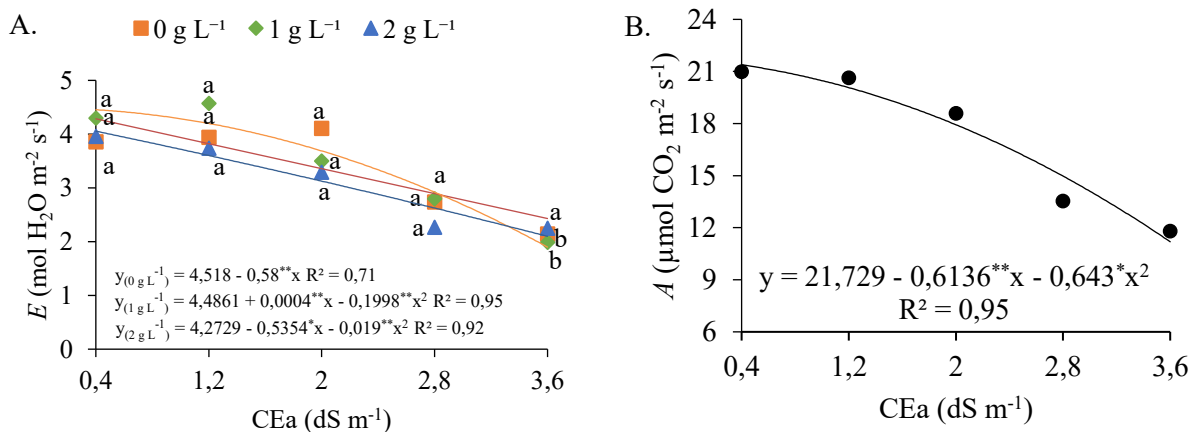 A.
0 g L⁻¹ 1 g L⁻¹ 2 g L⁻¹
E (mol H₂O m⁻² s⁻¹)
5
4
3
2
1
0
a a a
a a a
a a a
a a a
a b b
y(0 g L⁻¹) = 4,518 - 0,58**x R² = 0,71
y(1 g L⁻¹) = 4,4861 + 0,0004**x - 0,1998**x² R² = 0,95
y(2 g L⁻¹) = 4,2729 - 0,5354*x - 0,019**x² R² = 0,92
0,4 1,2 2 2,8 3,6
CEa (dS m⁻¹)
B.
A (µmol CO₂ m⁻² s⁻¹)
24
21
18
15
12
9
6
y = 21,729 - 0,6136**x - 0,643*x²
R² = 0,95
0,4 1,2 2 2,8 3,6
CEa (dS m⁻¹)